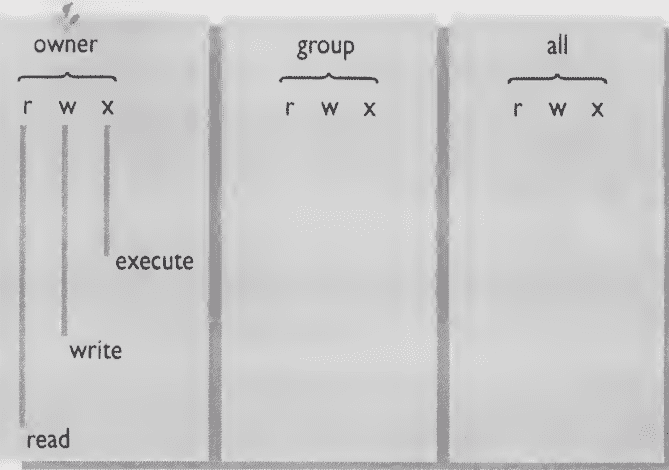 owner group all
r w x r w x r w x
execute
write
read